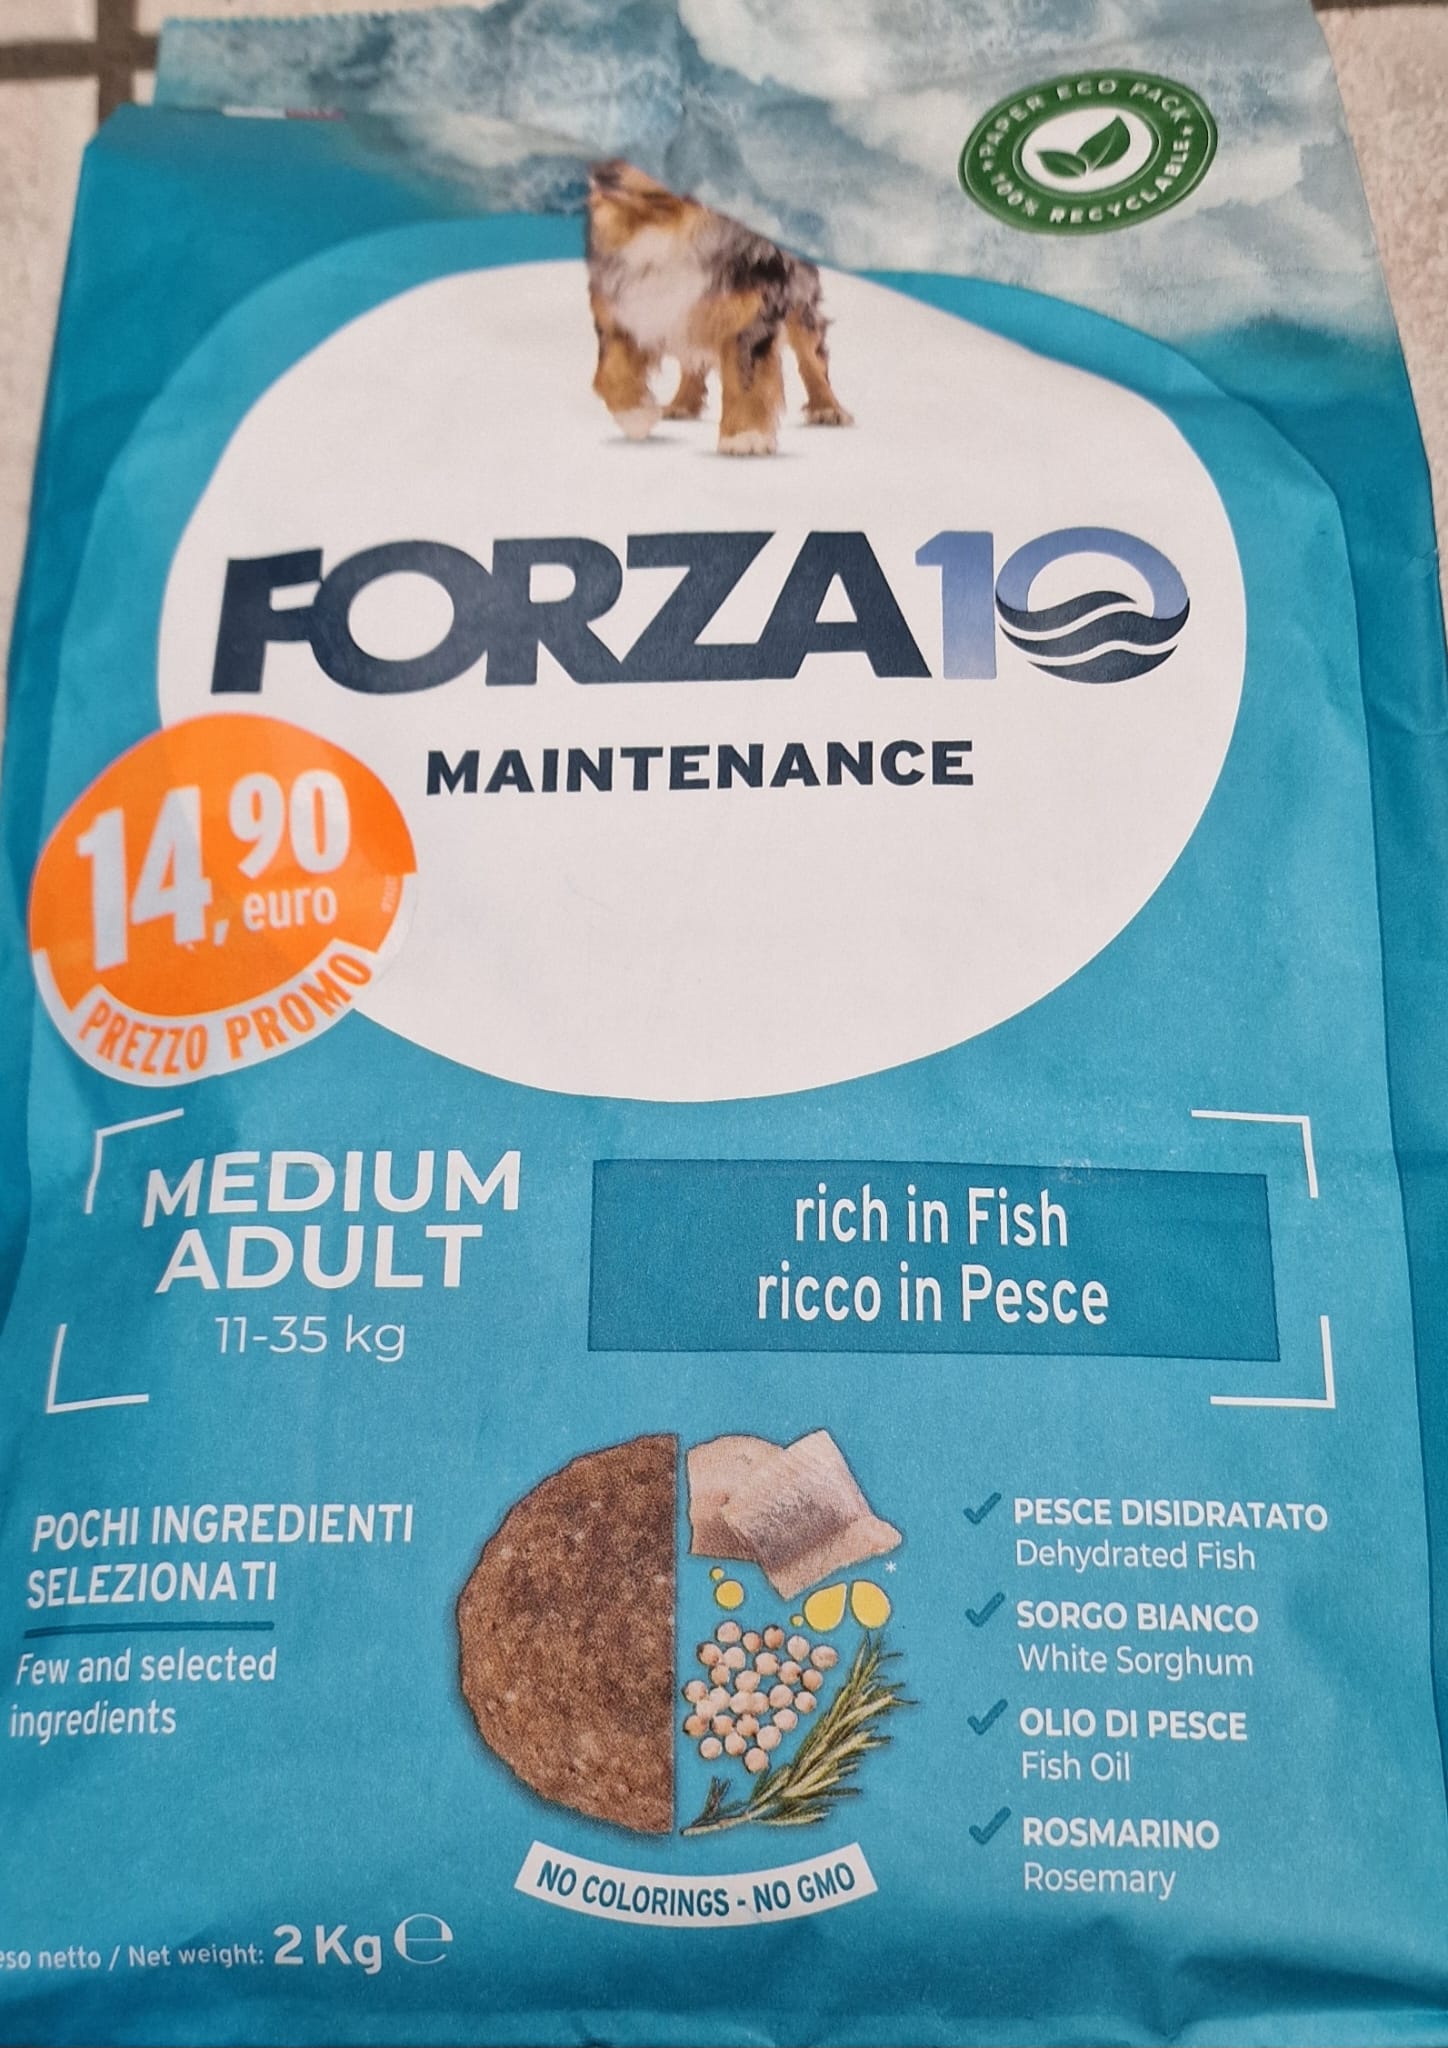 PAPER ECO PACK
100% RECYCLABLE
FORZA10
MAINTENANCE
14,90
euro
PREZZO PROMO
MEDIUM
ADULT
11-35 kg
rich in Fish
ricco in Pesce
POCHI INGREDIENTI
SELEZIONATI
Few and selected
ingredients
*
PESCE DISIDRATATO
Dehydrated Fish
SORGO BIANCO
White Sorghum
OLIO DI PESCE
Fish Oil
ROSMARINO
Rosemary
NO COLORINGS - NO GMO
eso netto / Net weight: 2 Kg ℮